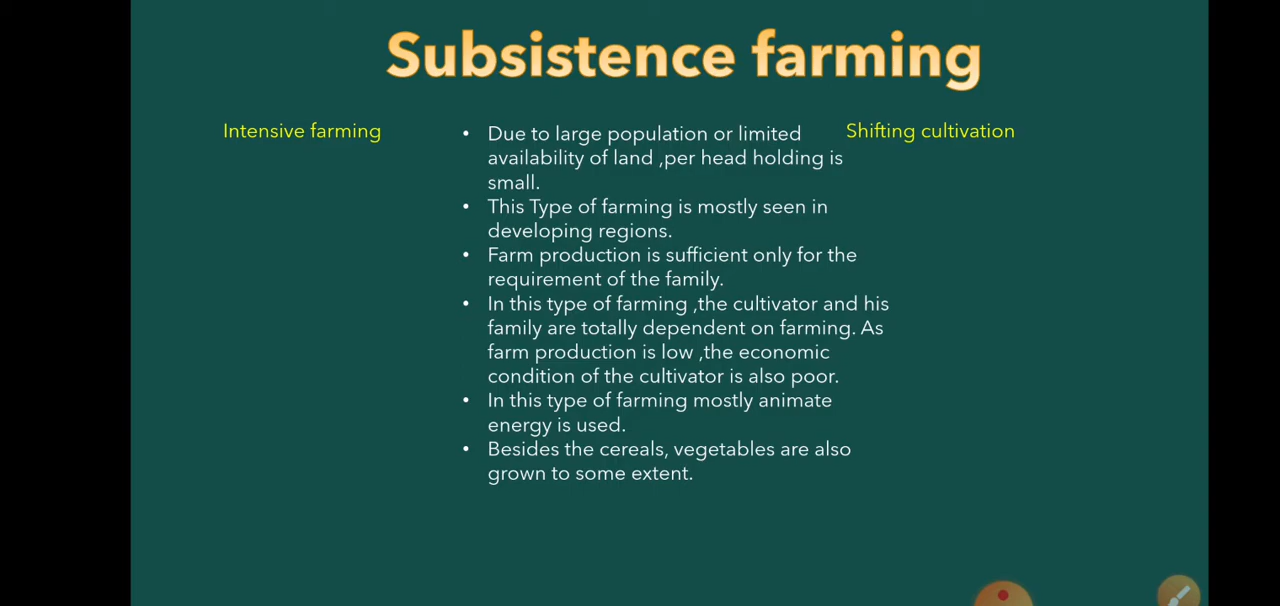 Subsistence farming
Intensive farming
• Due to large population or limited
availability of land ,per head holding is
small.
• This Type of farming is mostly seen in
developing regions.
• Farm production is sufficient only for the
requirement of the family.
• In this type of farming ,the cultivator and his
family are totally dependent on farming. As
farm production is low ,the economic
condition of the cultivator is also poor.
• In this type of farming mostly animate
energy is used.
• Besides the cereals, vegetables are also
grown to some extent.
Shifting cultivation